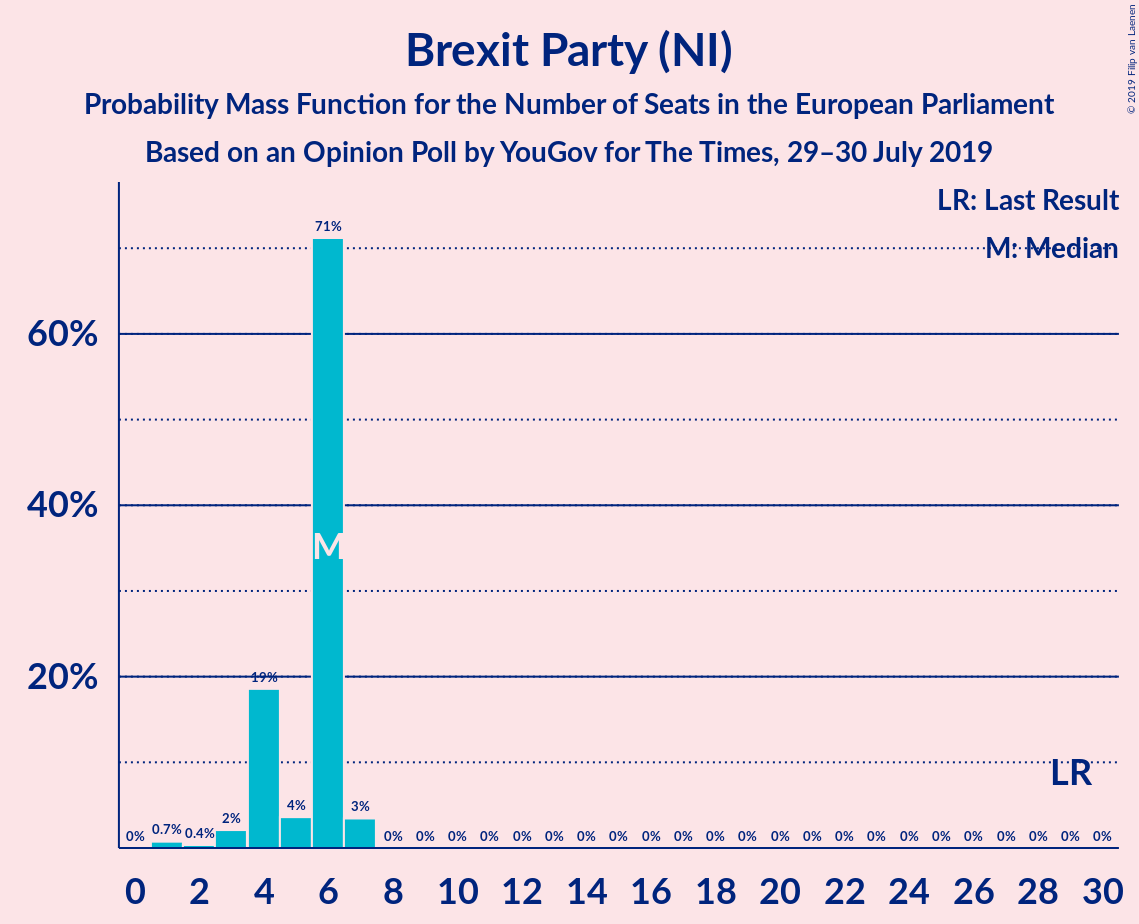 Brexit Party (NI)
Probability Mass Function for the Number of Seats in the European Parliament
Based on an Opinion Poll by YouGov for The Times, 29–30 July 2019
© 2019 Filip van Laenen
LR: Last Result
M: Median
60%
40%
20%
0% 0.7% 0.4% 2% 19% 4% 71% 3% 0% 0% 0% 0% 0% 0% 0% 0% 0% 0% 0% 0% 0% 0% 0% 0% 0% 0% 0% 0% 0% 0% 0%
M
LR
0 2 4 6 8 10 12 14 16 18 20 22 24 26 28 30